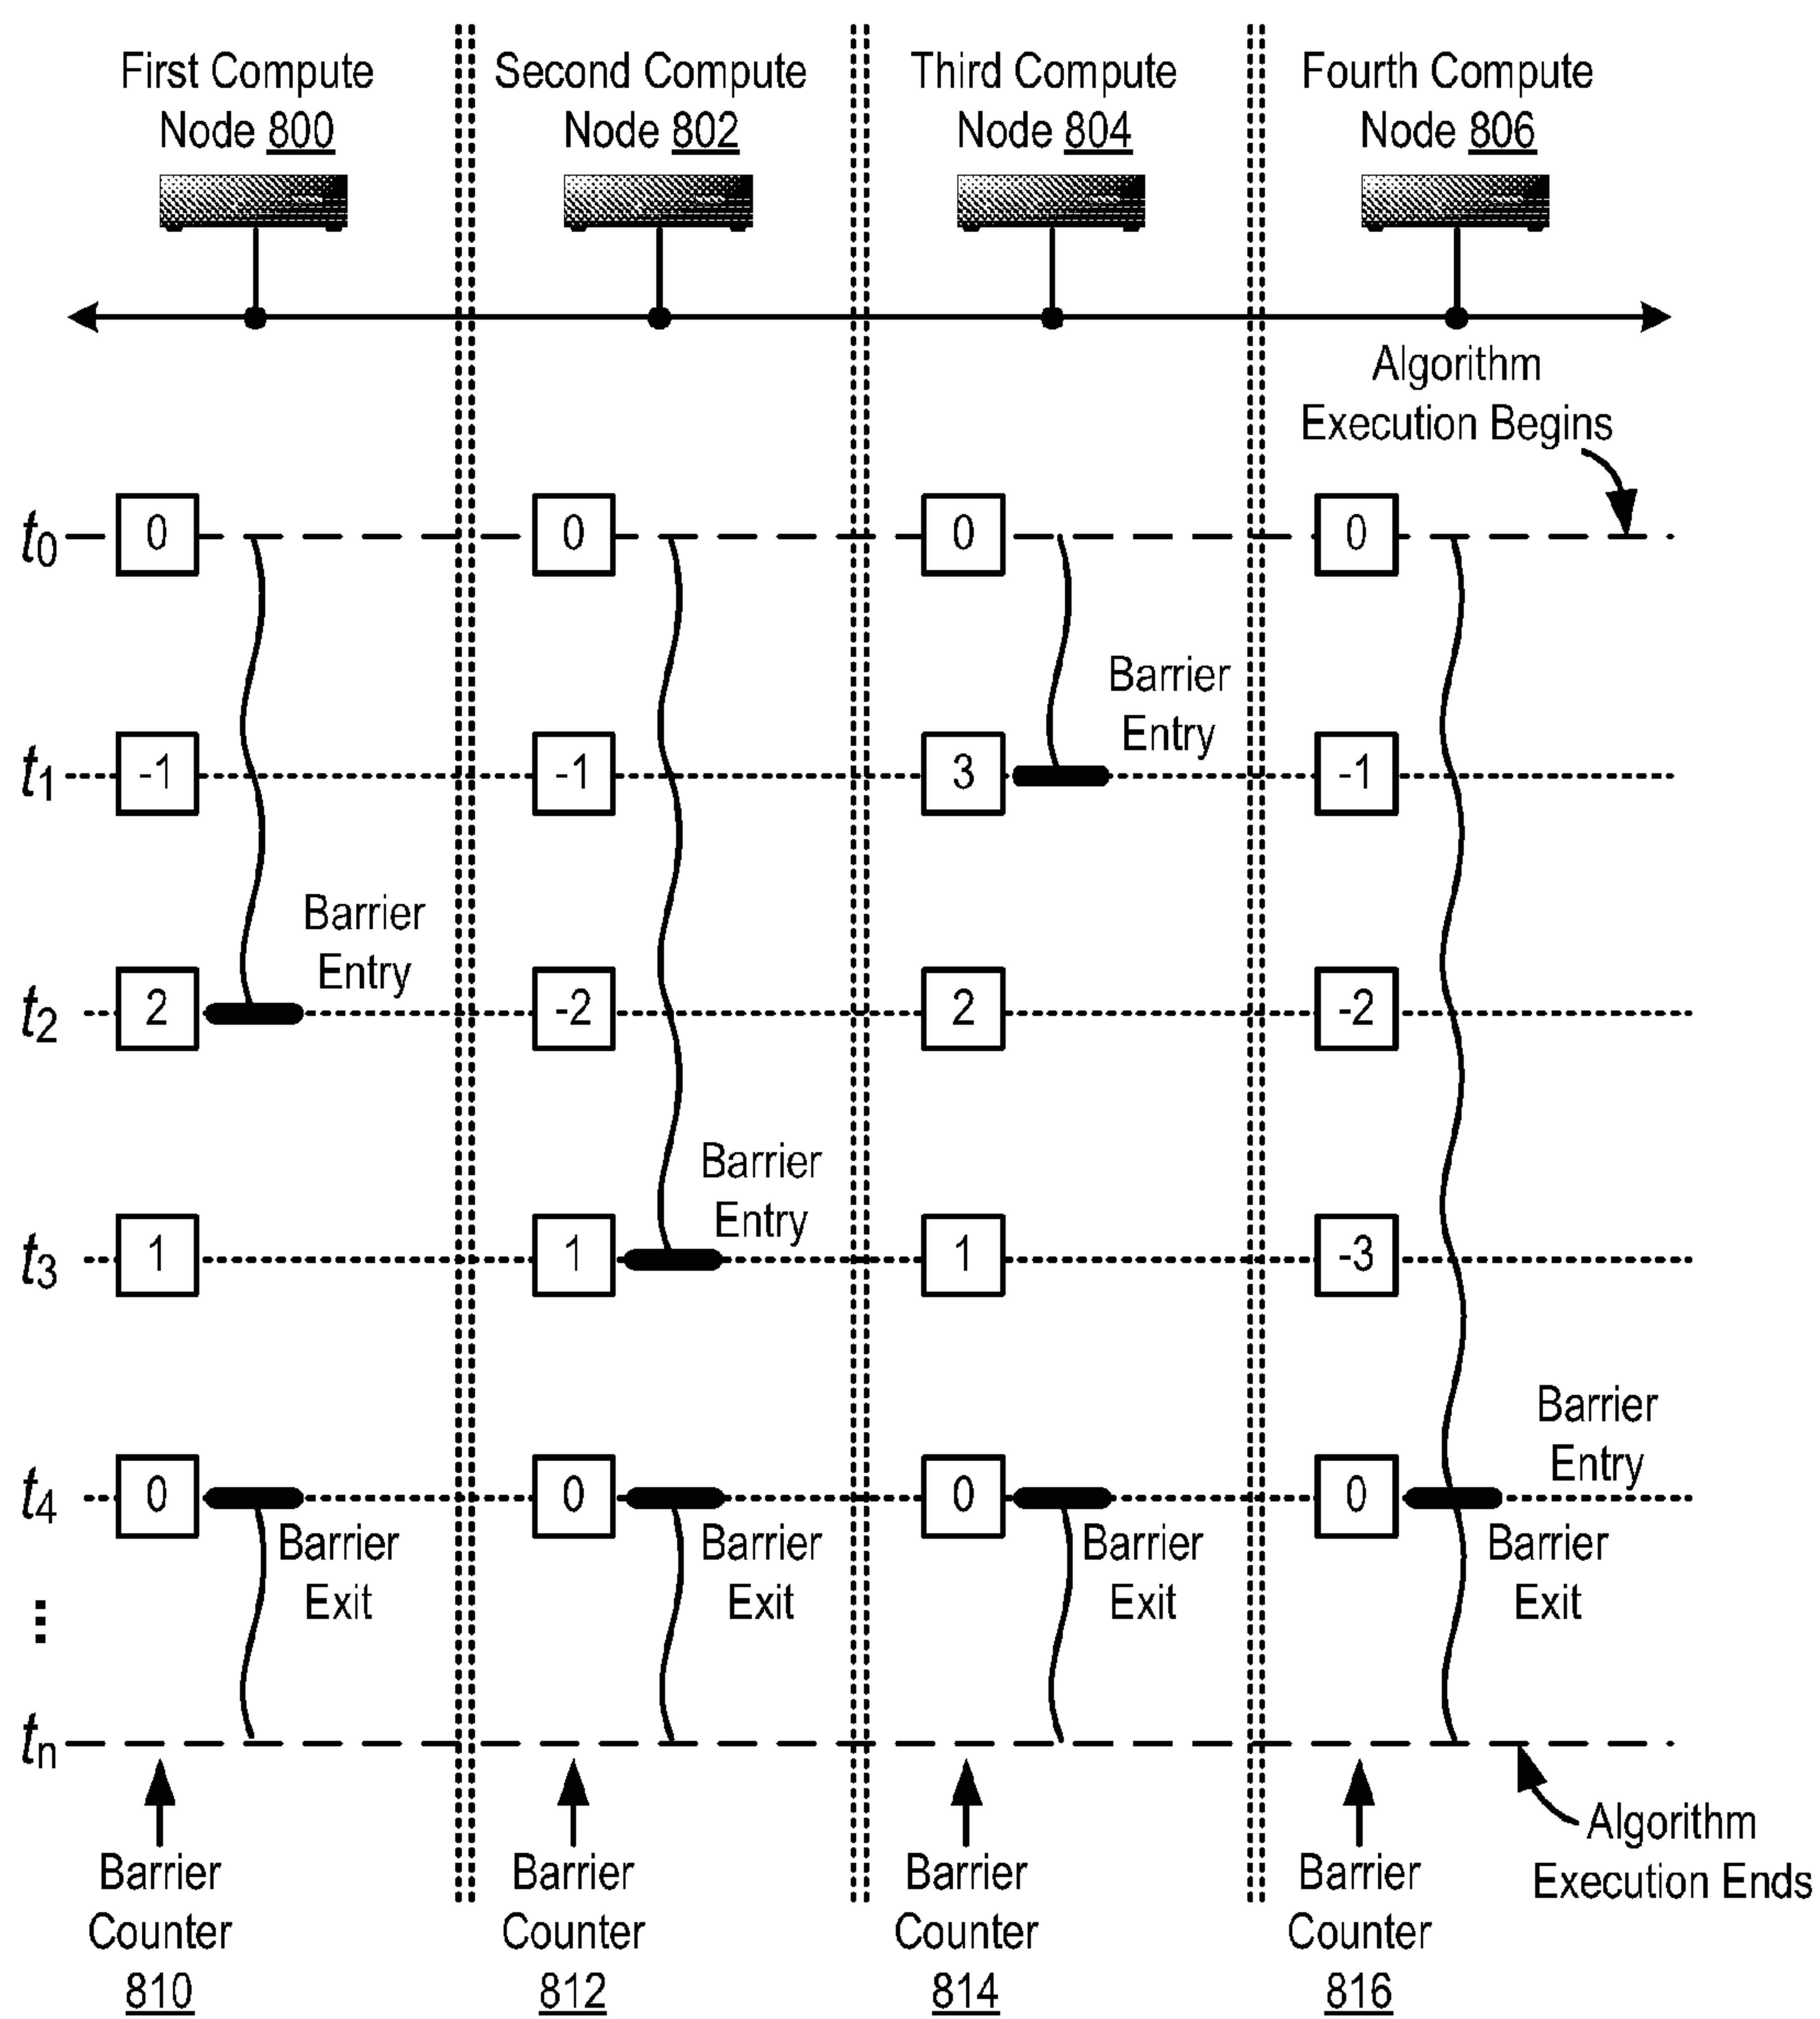 First Compute
Node 800
Second Compute
Node 802
Third Compute
Node 804
Fourth Compute
Node 806
Algorithm
Execution Begins
t0
0
0
0
0
Barrier
Entry
t1
-1
-1
3
-1
Barrier
Entry
t2
2
-2
2
-2
Barrier
Entry
t3
1
1
1
-3
Barrier
Entry
t4
0
0
0
0
Barrier
Exit
Barrier
Exit
Barrier
Exit
Barrier
Exit
⋮
tn
Algorithm
Execution Ends
Barrier
Counter
810
Barrier
Counter
812
Barrier
Counter
814
Barrier
Counter
816